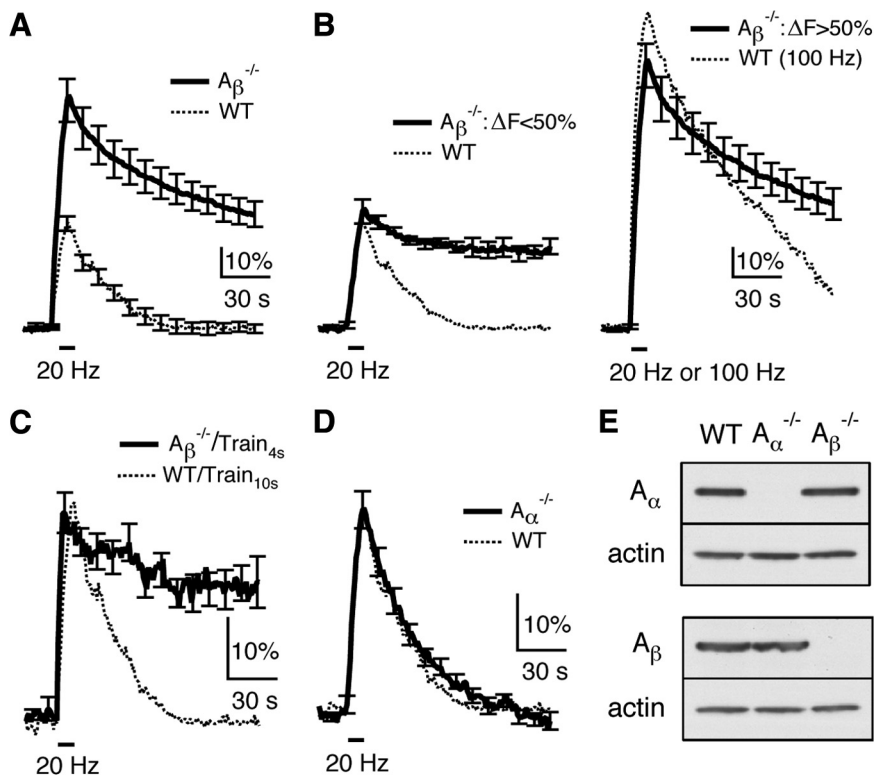 A
Aβ⁻/⁻
WT
10%
30 s
20 Hz
B
Aβ⁻/⁻: ΔF<50%
WT
Aβ⁻/⁻: ΔF>50%
WT (100 Hz)
10%
30 s
20 Hz or 100 Hz
C
Aβ⁻/⁻/Train4s
WT/Train10s
10%
30 s
20 Hz
D
Aα⁻/⁻
WT
10%
30 s
20 Hz
E
WT Aα⁻/⁻ Aβ⁻/⁻
Aα
actin
Aβ
actin